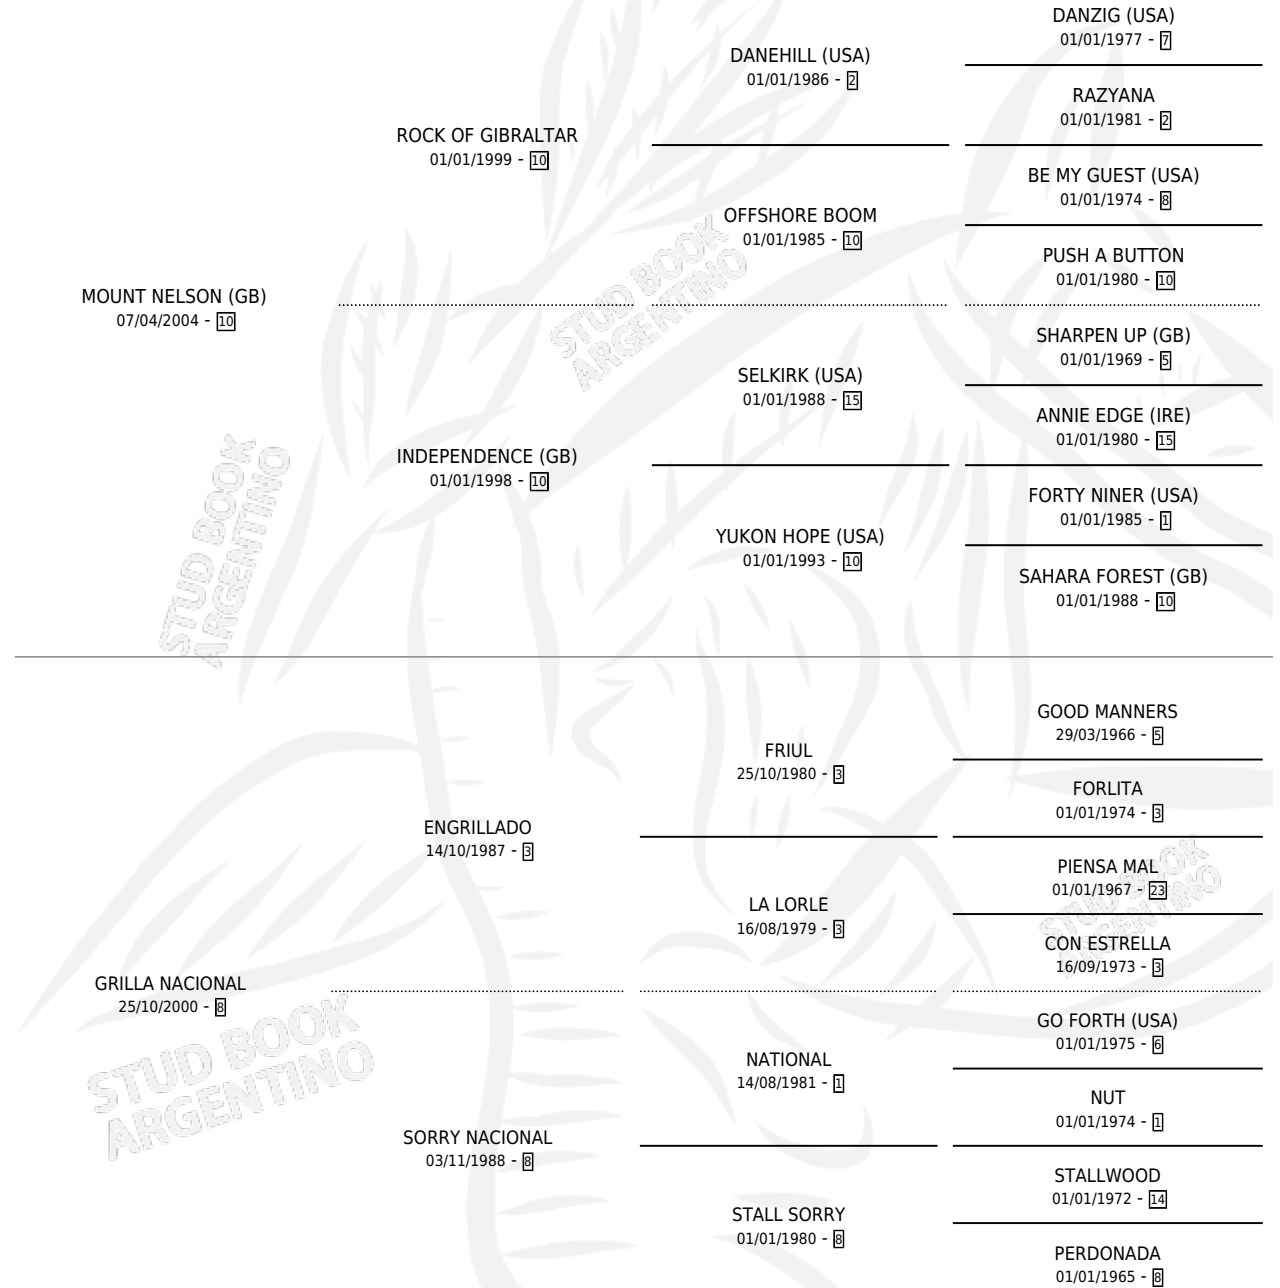 DANZIG (USA)
01/01/1977 - 7
DANEHILL (USA)
01/01/1986 - 2
RAZYANA
01/01/1981 - 2
ROCK OF GIBRALTAR
01/01/1999 - 10
BE MY GUEST (USA)
01/01/1974 - 8
OFFSHORE BOOM
01/01/1985 - 10
PUSH A BUTTON
01/01/1980 - 10
MOUNT NELSON (GB)
07/04/2004 - 10
STUD BOOK
ARGENTINO
SHARPEN UP (GB)
01/01/1969 - 5
SELKIRK (USA)
01/01/1988 - 15
ANNIE EDGE (IRE)
01/01/1980 - 15
INDEPENDENCE (GB)
01/01/1998 - 10
FORTY NINER (USA)
01/01/1985 - 1
YUKON HOPE (USA)
01/01/1993 - 10
SAHARA FOREST (GB)
01/01/1988 - 10
STUD BOOK
ARGENTINO
GOOD MANNERS
29/03/1966 - 5
FRIUL
25/10/1980 - 3
FORLITA
01/01/1974 - 3
ENGRILLADO
14/10/1987 - 3
PIENSA MAL
01/01/1967 - 23
LA LORLE
16/08/1979 - 3
CON ESTRELLA
16/09/1973 - 3
STUD BOOK
ARGENTINO
GRILLA NACIONAL
25/10/2000 - 8
GO FORTH (USA)
01/01/1975 - 6
NATIONAL
14/08/1981 - 1
NUT
01/01/1974 - 1
STUD BOOK
ARGENTINO
SORRY NACIONAL
03/11/1988 - 8
STALLWOOD
01/01/1972 - 14
STALL SORRY
01/01/1980 - 8
PERDONADA
01/01/1965 - 8